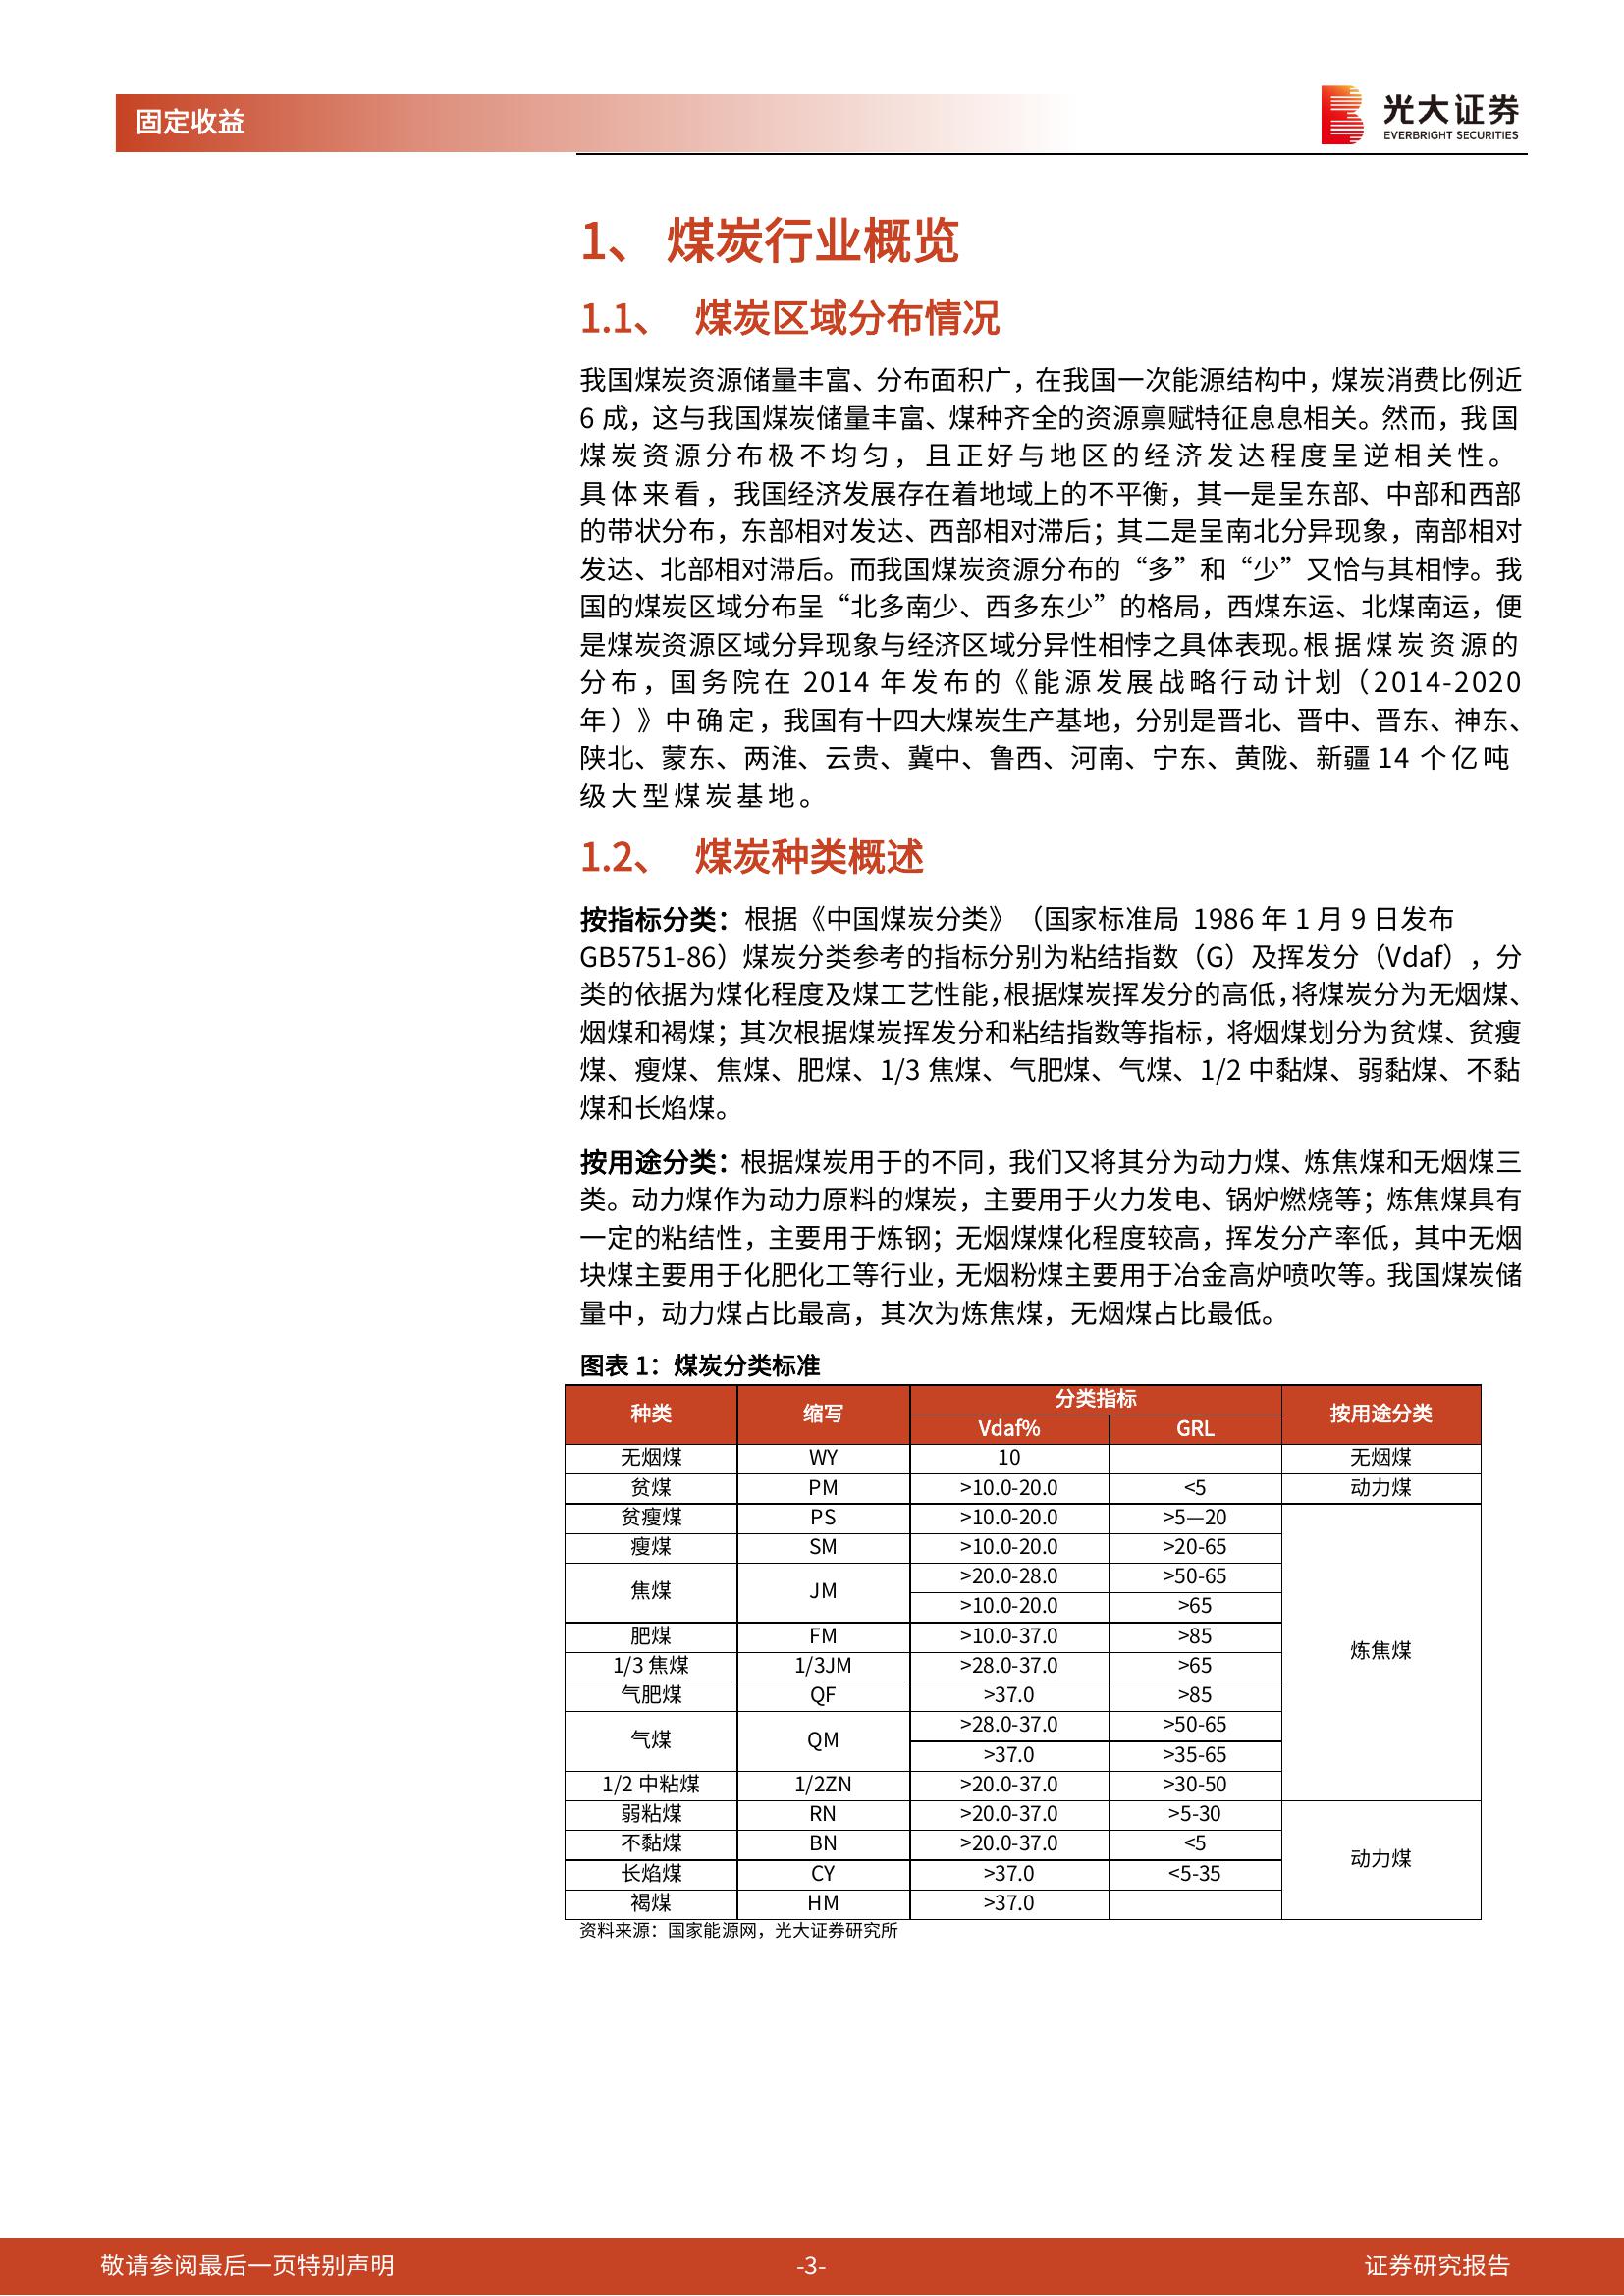 固定收益
光大证券
EVERBRIGHT SECURITIES
1、 煤炭行业概览
1.1、 煤炭区域分布情况
我国煤炭资源储量丰富、分布面积广，在我国一次能源结构中，煤炭消费比例近
6 成，这与我国煤炭储量丰富、煤种齐全的资源禀赋特征息息相关。然而，我国
煤炭资源分布极不均匀，且正好与地区的经济发达程度呈逆相关性。
具体来看，我国经济发展存在着地域上的不平衡，其一是呈东部、中部和西部
的带状分布，东部相对发达、西部相对滞后；其二是呈南北分异现象，南部相对
发达、北部相对滞后。而我国煤炭资源分布的“多”和“少”又恰与其相悖。我
国的煤炭区域分布呈“北多南少、西多东少”的格局，西煤东运、北煤南运，便
是煤炭资源区域分异现象与经济区域分异性相悖之具体表现。根据煤炭资源的
分布，国务院在 2014 年发布的《能源发展战略行动计划（2014-2020
年）》中确定，我国有十四大煤炭生产基地，分别是晋北、晋中、晋东、神东、
陕北、蒙东、两淮、云贵、冀中、鲁西、河南、宁东、黄陇、新疆 14 个亿吨
级大型煤炭基地。
1.2、 煤炭种类概述
按指标分类：根据《中国煤炭分类》（国家标准局 1986 年 1 月 9 日发布
GB5751-86）煤炭分类参考的指标分别为粘结指数（G）及挥发分（Vdaf），分
类的依据为煤化程度及煤工艺性能，根据煤炭挥发分的高低，将煤炭分为无烟煤、
烟煤和褐煤；其次根据煤炭挥发分和粘结指数等指标，将烟煤划分为贫煤、贫瘦
煤、瘦煤、焦煤、肥煤、1/3 焦煤、气肥煤、气煤、1/2 中黏煤、弱黏煤、不黏
煤和长焰煤。
按用途分类：根据煤炭用于的不同，我们又将其分为动力煤、炼焦煤和无烟煤三
类。动力煤作为动力原料的煤炭，主要用于火力发电、锅炉燃烧等；炼焦煤具有
一定的粘结性，主要用于炼钢；无烟煤煤化程度较高，挥发分产率低，其中无烟
块煤主要用于化肥化工等行业，无烟粉煤主要用于冶金高炉喷吹等。我国煤炭储
量中，动力煤占比最高，其次为炼焦煤，无烟煤占比最低。
图表 1：煤炭分类标准
种类 缩写 分类指标 按用途分类
Vdaf% GRL
无烟煤 WY 10 无烟煤
贫煤 PM >10.0-20.0 <5 动力煤
贫瘦煤 PS >10.0-20.0 >5—20
瘦煤 SM >10.0-20.0 >20-65
焦煤 JM >20.0-28.0 >50-65
>10.0-20.0 >65
肥煤 FM >10.0-37.0 >85
炼焦煤
1/3 焦煤 1/3JM >28.0-37.0 >65
气肥煤 QF >37.0 >85
气煤 QM >28.0-37.0 >50-65
>37.0 >35-65
1/2 中粘煤 1/2ZN >20.0-37.0 >30-50
弱粘煤 RN >20.0-37.0 >5-30
不黏煤 BN >20.0-37.0 <5
动力煤
长焰煤 CY >37.0 <5-35
褐煤 HM >37.0
资料来源：国家能源网，光大证券研究所
敬请参阅最后一页特别声明 -3- 证券研究报告